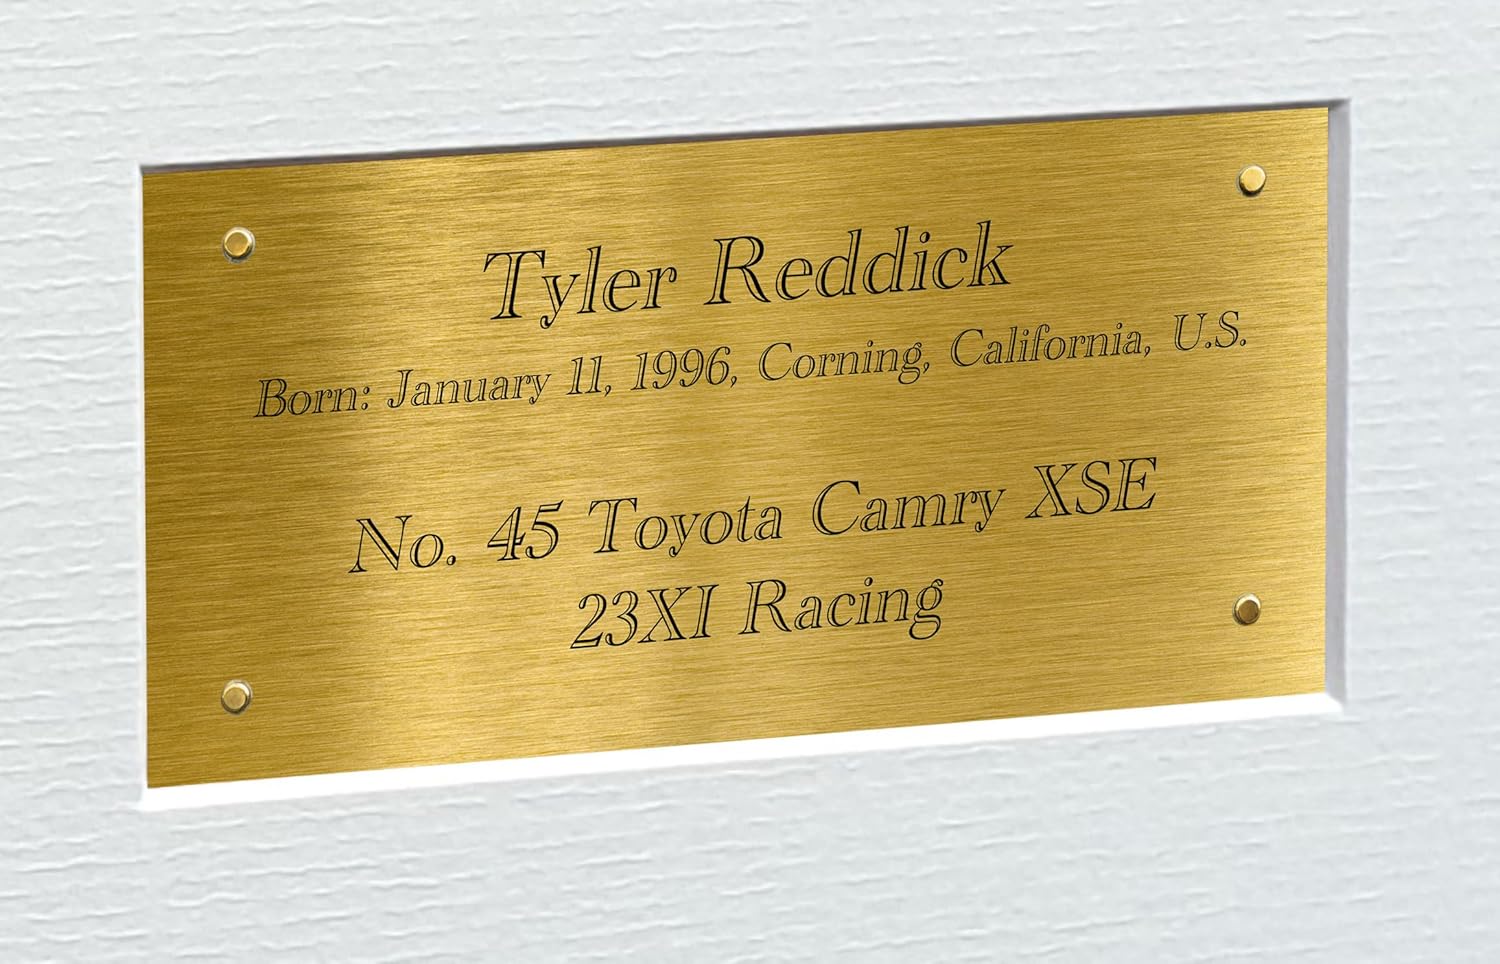 Tyler Reddick
Born: January 11, 1996, Corning, California, U.S.
No. 45 Toyota Camry XSE
23XI Racing